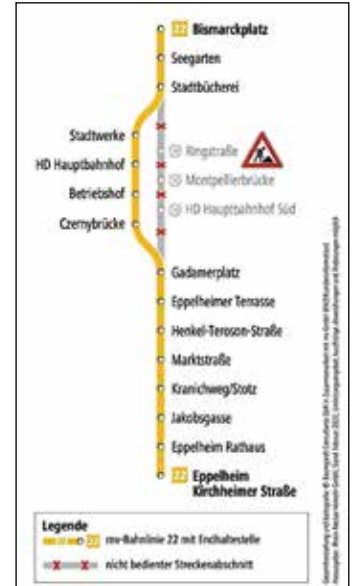 22 Bismarckplatz
Seegarten
Stadtbücherei
Stadtwerke
Ringstraße
HD Hauptbahnhof
Montpellierbrücke
Betriebshof
HD Hauptbahnhof Süd
Czernybrücke
Gadamerplatz
Eppelheimer Terrasse
Henkel-Teroson-Straße
Marktstraße
Kranichweg/Stotz
Jakobsgasse
Eppelheim Rathaus
22 Eppelheim
Kirchheimer Straße
Legende
22 rnv-Bahnlinie 22 mit Endhaltestelle
nicht bedienter Streckenabschnitt